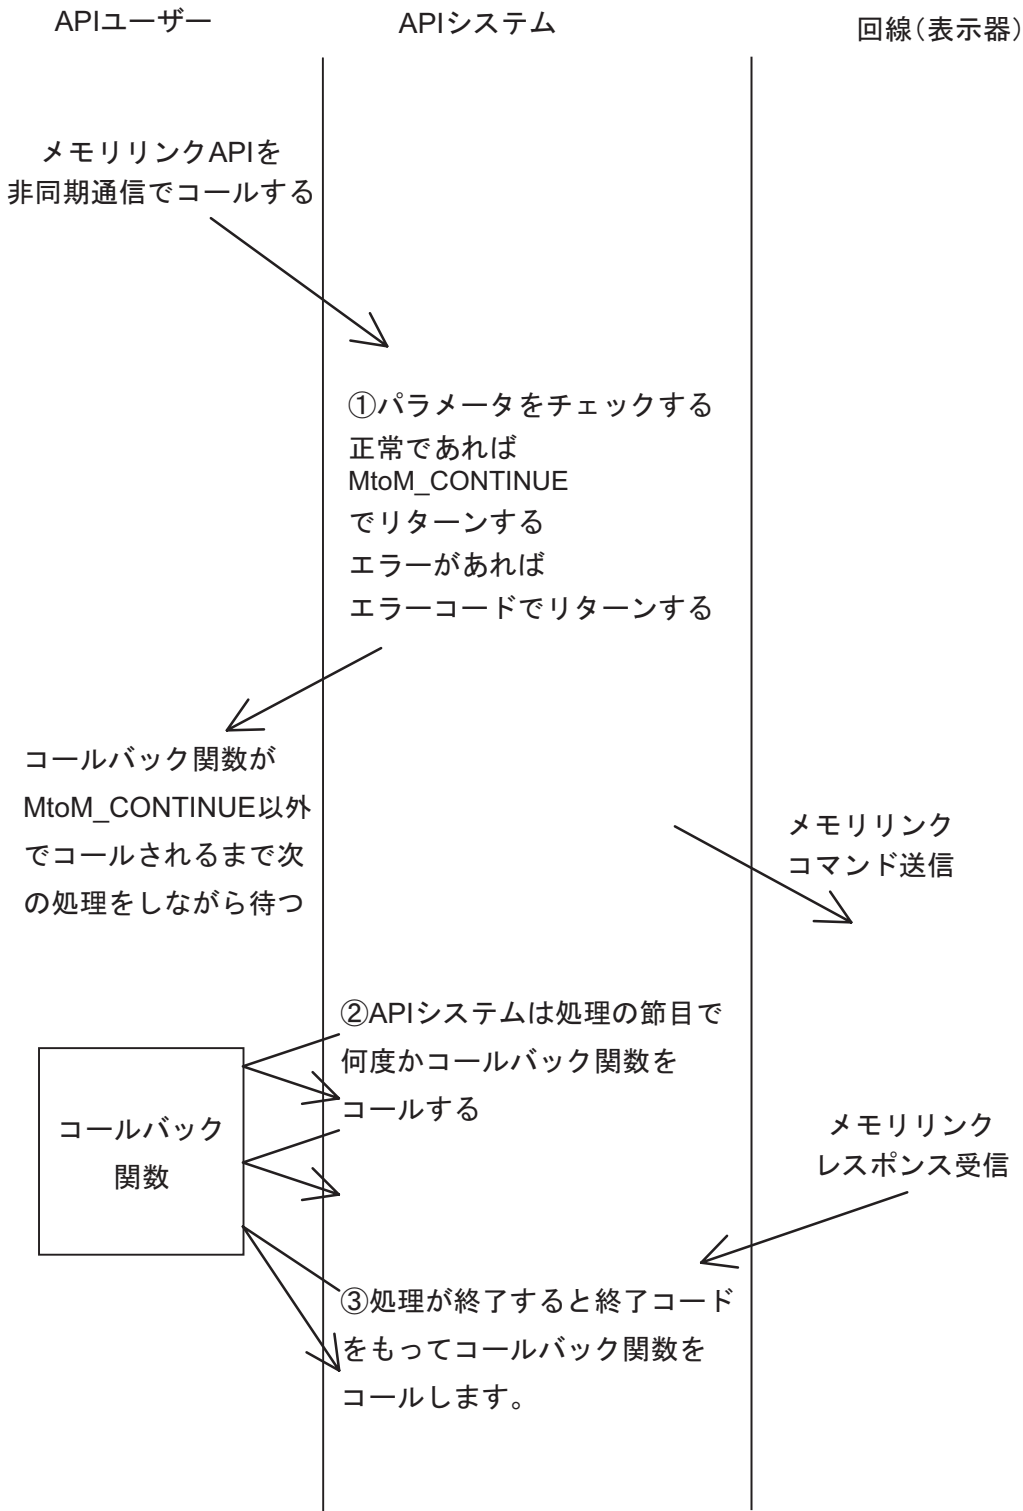 APIユーザー
APIシステム
回線(表示器)
メモリリンクAPIを
非同期通信でコールする
①パラメータをチェックする
正常であれば
MtoM_CONTINUE
でリターンする
エラーがあれば
エラーコードでリターンする
コールバック関数が
MtoM_CONTINUE以外
でコールされるまで次
の処理をしながら待つ
メモリリンク
コマンド送信
②APIシステムは処理の節目で
何度かコールバック関数を
コールする
コールバック
関数
メモリリンク
レスポンス受信
③処理が終了すると終了コード
をもってコールバック関数を
コールします。